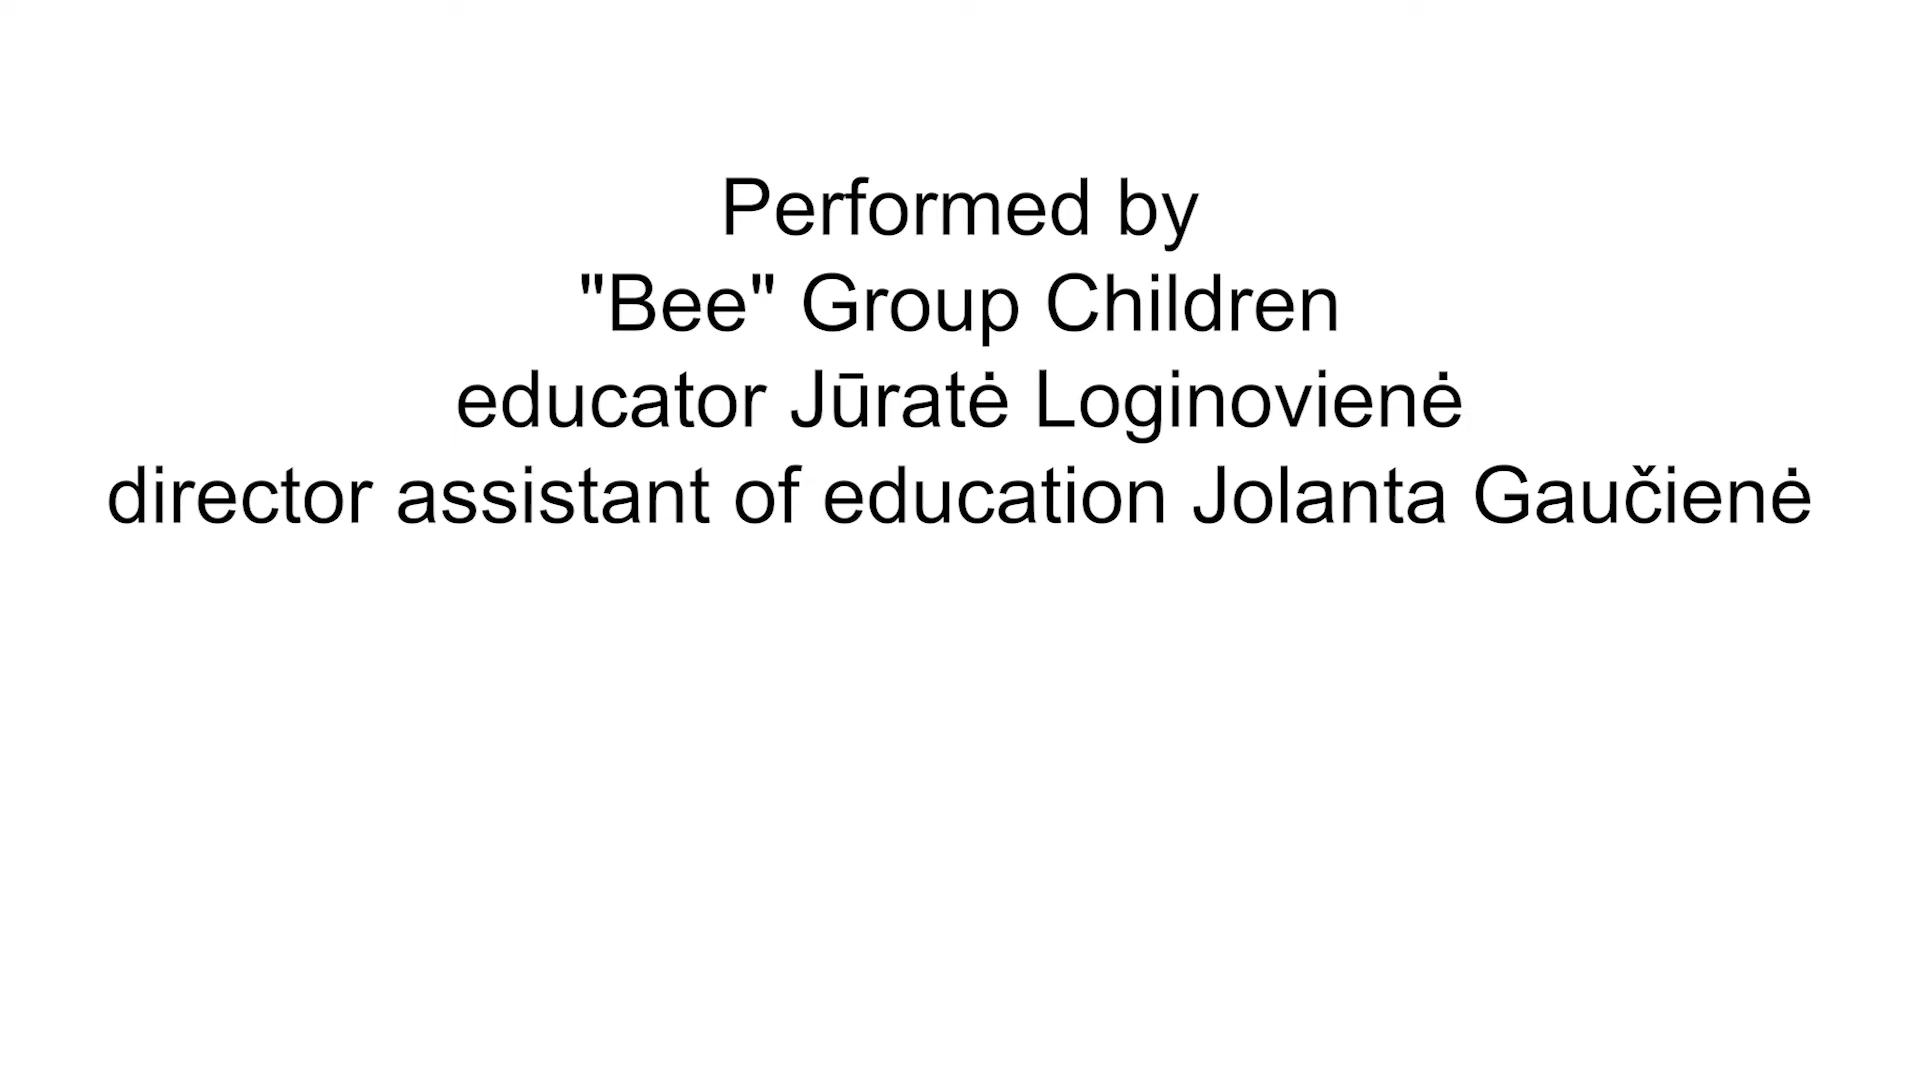 Performed by
"Bee" Group Children
educator Jūratė Loginovienė
director assistant of education Jolanta Gaučienė